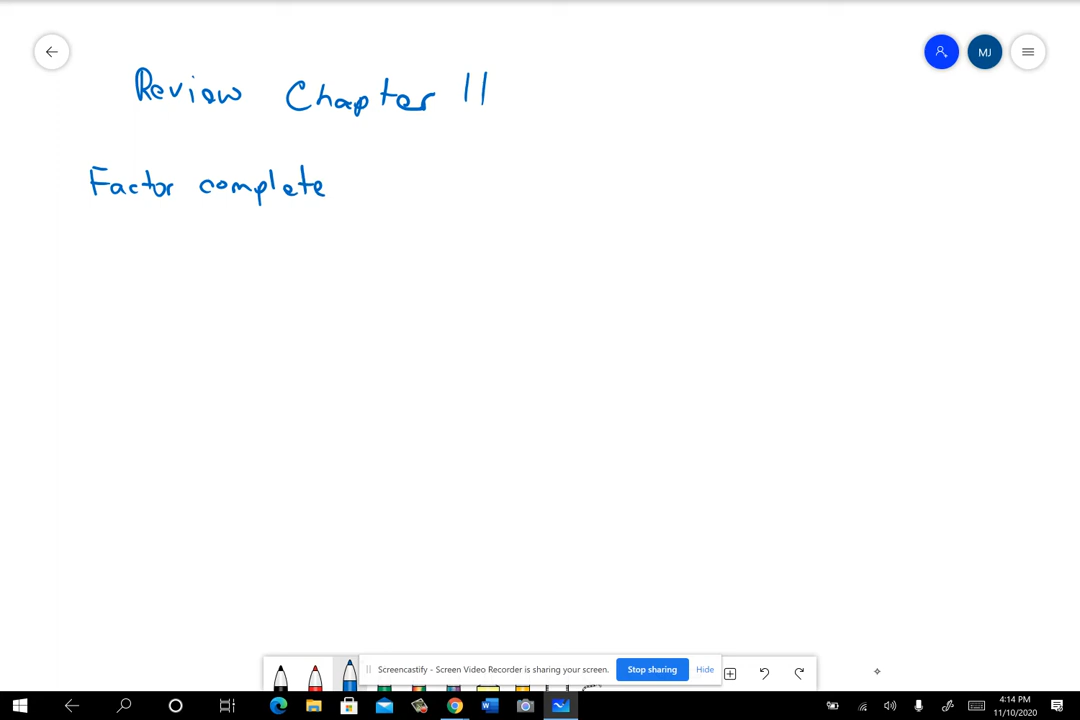 MJ
Review Chapter 11
Factor complete
Screencastify - Screen Video Recorder is sharing your screen. Stop sharing Hide
4:14 PM
11/10/2020